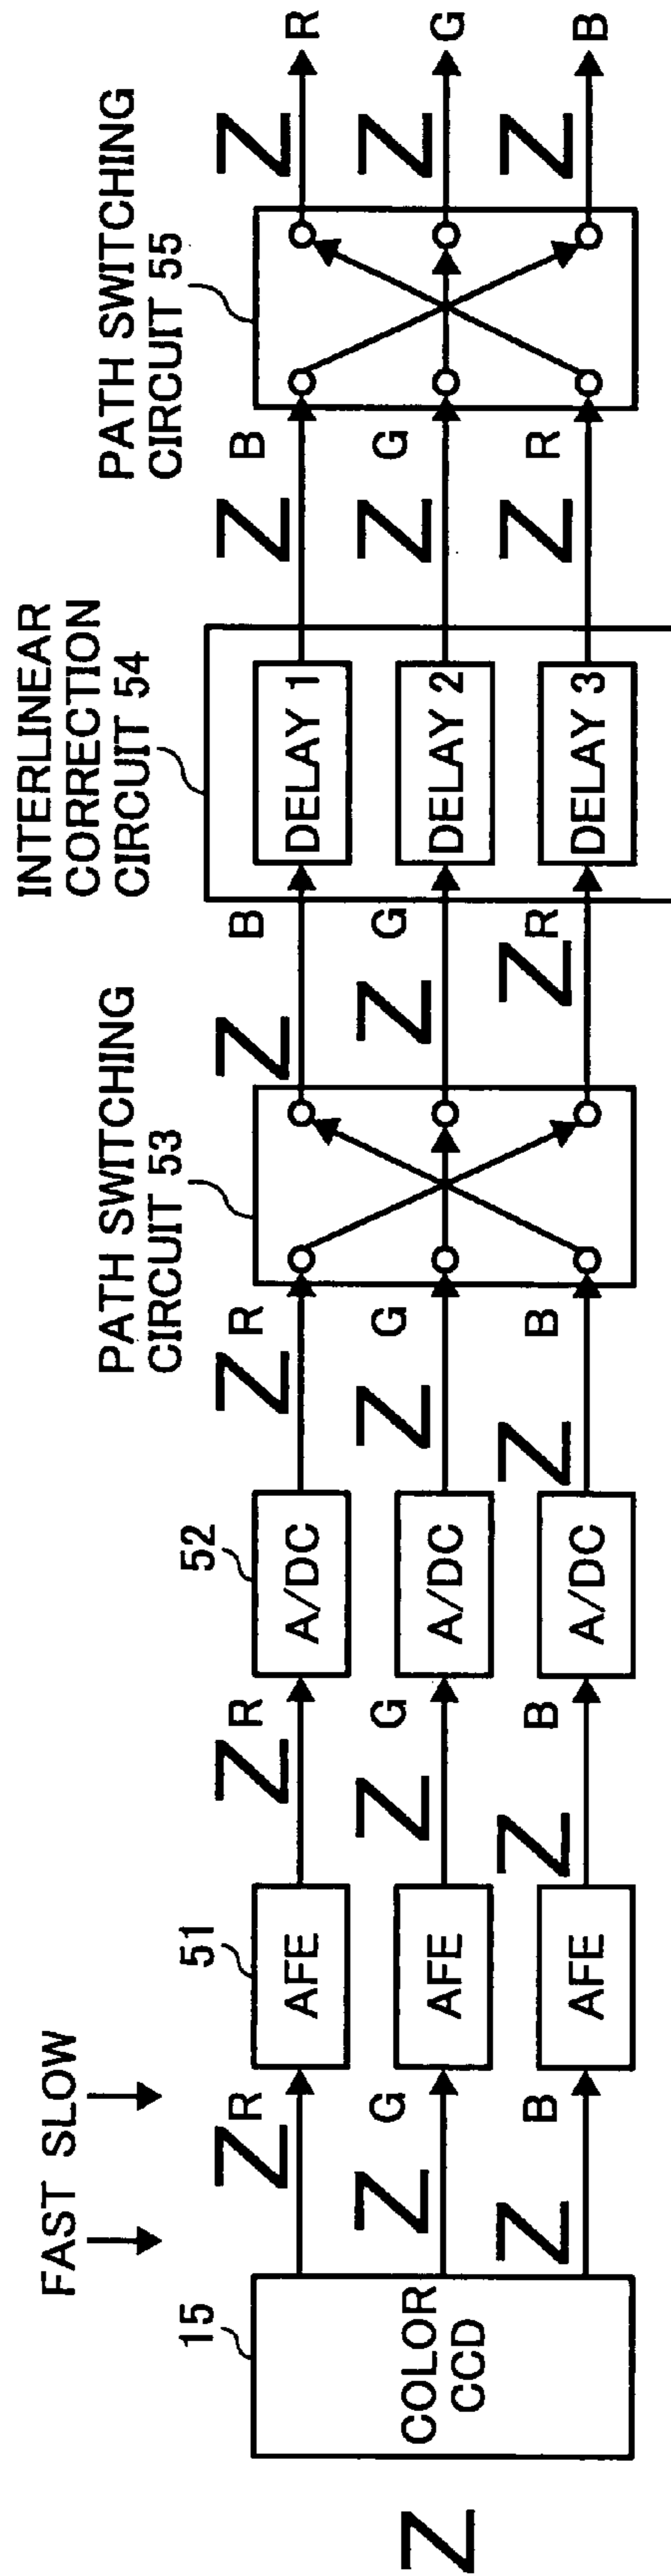 FAST SLOW
Z
15
COLOR
CCD
Z R
Z G
Z B
51
AFE
AFE
AFE
Z R
Z G
Z B
52
A/DC
A/DC
A/DC
Z R
Z G
Z B
PATH SWITCHING
CIRCUIT 53
Z B
Z G
Z R
INTERLINEAR
CORRECTION
CIRCUIT 54
DELAY 1
DELAY 2
DELAY 3
Z B
Z G
Z R
PATH SWITCHING
CIRCUIT 55
Z R
Z G
Z B